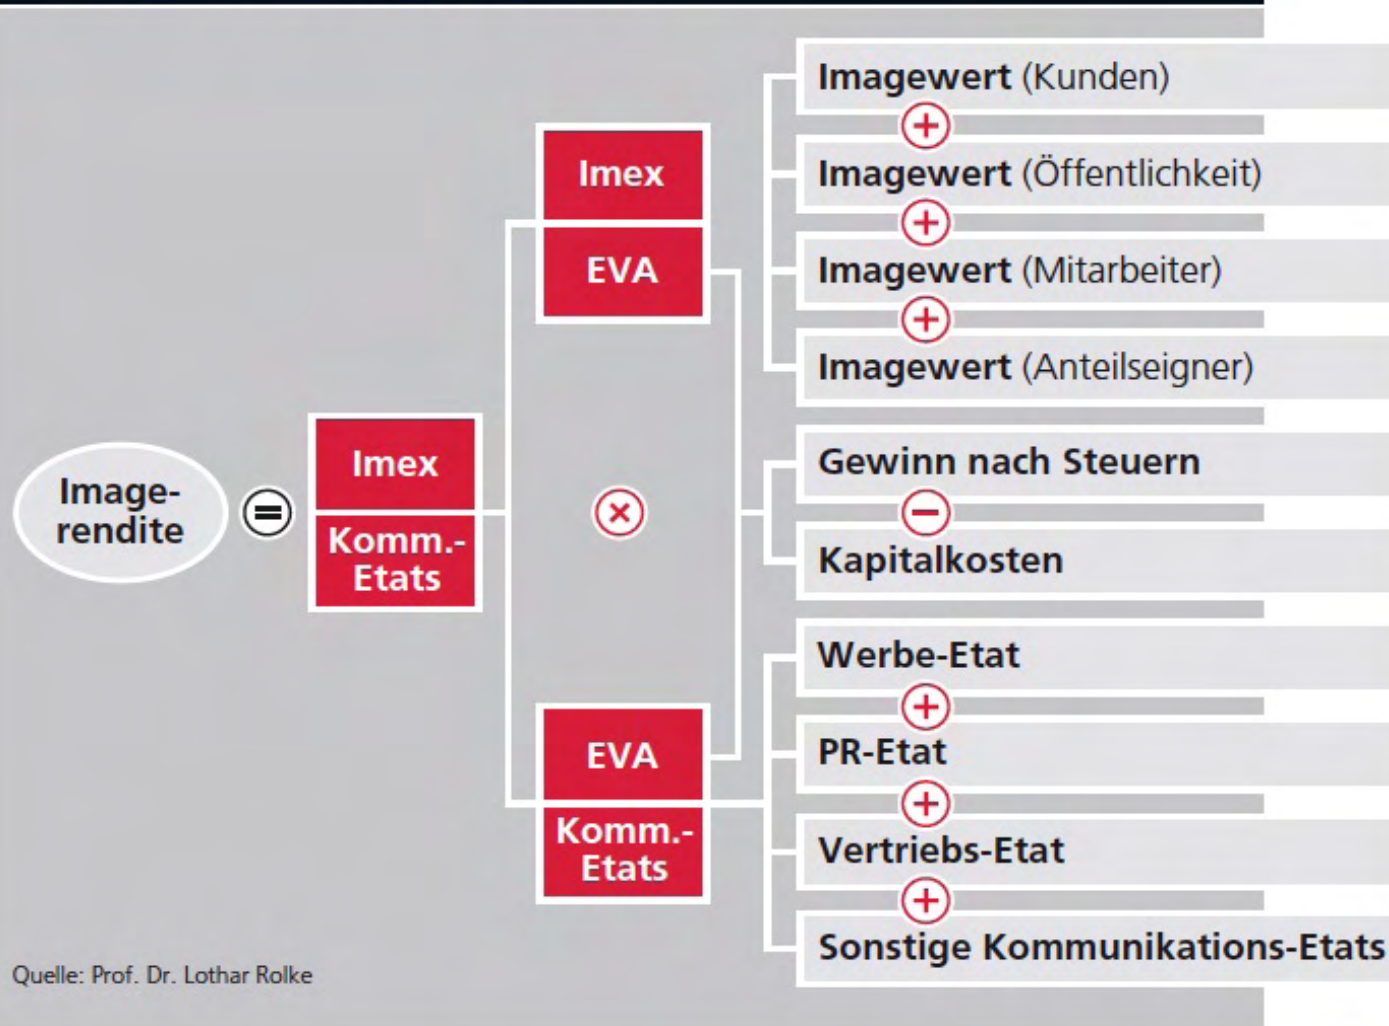 Image-
rendite
=
Imex
Komm.-
Etats
Imex
EVA
×
EVA
Komm.-
Etats
Imagewert (Kunden)
+
Imagewert (Öffentlichkeit)
+
Imagewert (Mitarbeiter)
+
Imagewert (Anteilseigner)
Gewinn nach Steuern
−
Kapitalkosten
Werbe-Etat
+
PR-Etat
+
Vertriebs-Etat
+
Sonstige Kommunikations-Etats
Quelle: Prof. Dr. Lothar Rolke